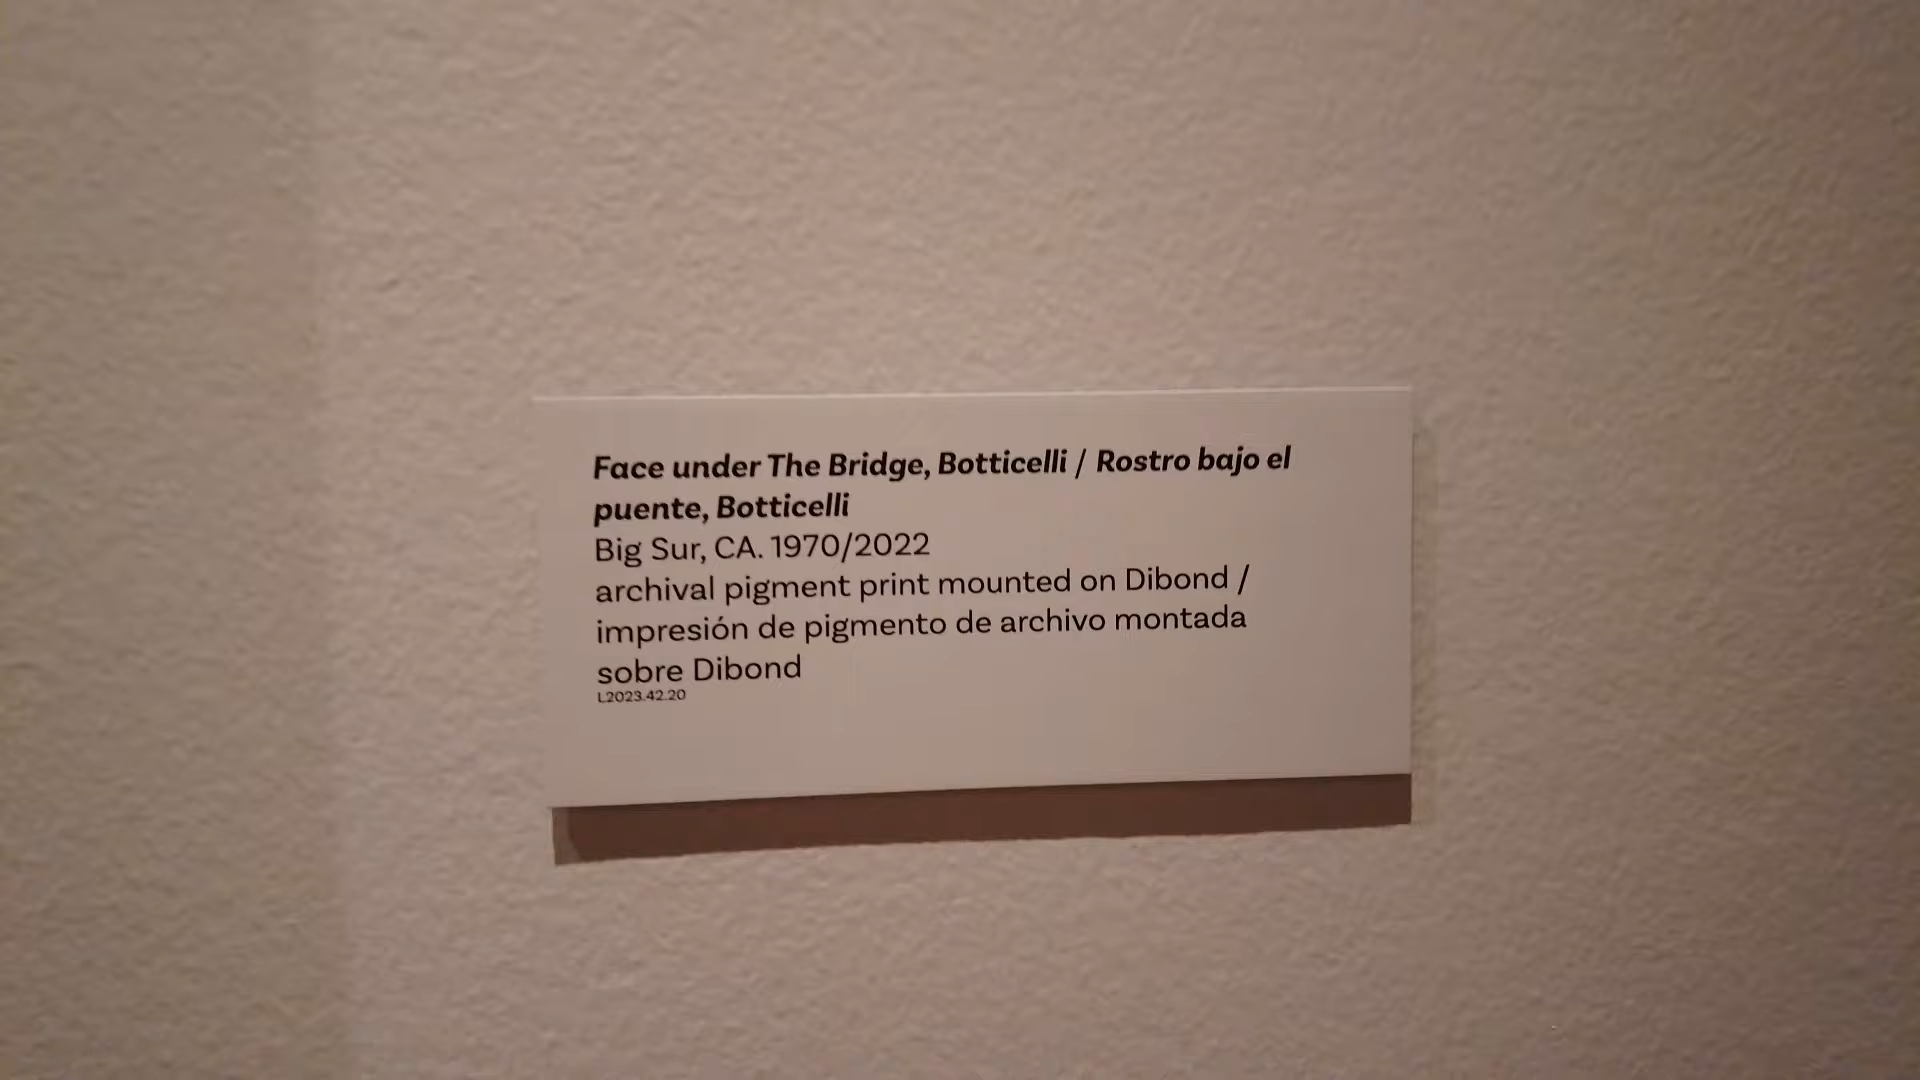 Face under The Bridge, Botticelli / Rostro bajo el
puente, Botticelli
Big Sur, CA. 1970/2022
archival pigment print mounted on Dibond /
impresión de pigmento de archivo montada
sobre Dibond
L2023.42.20